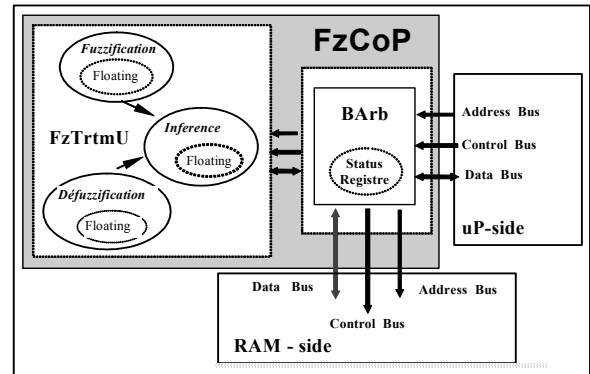 FzCoP
Fuzzification
Floating
FzTrtmU
Inference
Floating
Défuzzification
Floating
BArb
Status
Registre
Address Bus
Control Bus
Data Bus
uP-side
Data Bus
Address Bus
Control Bus
RAM - side